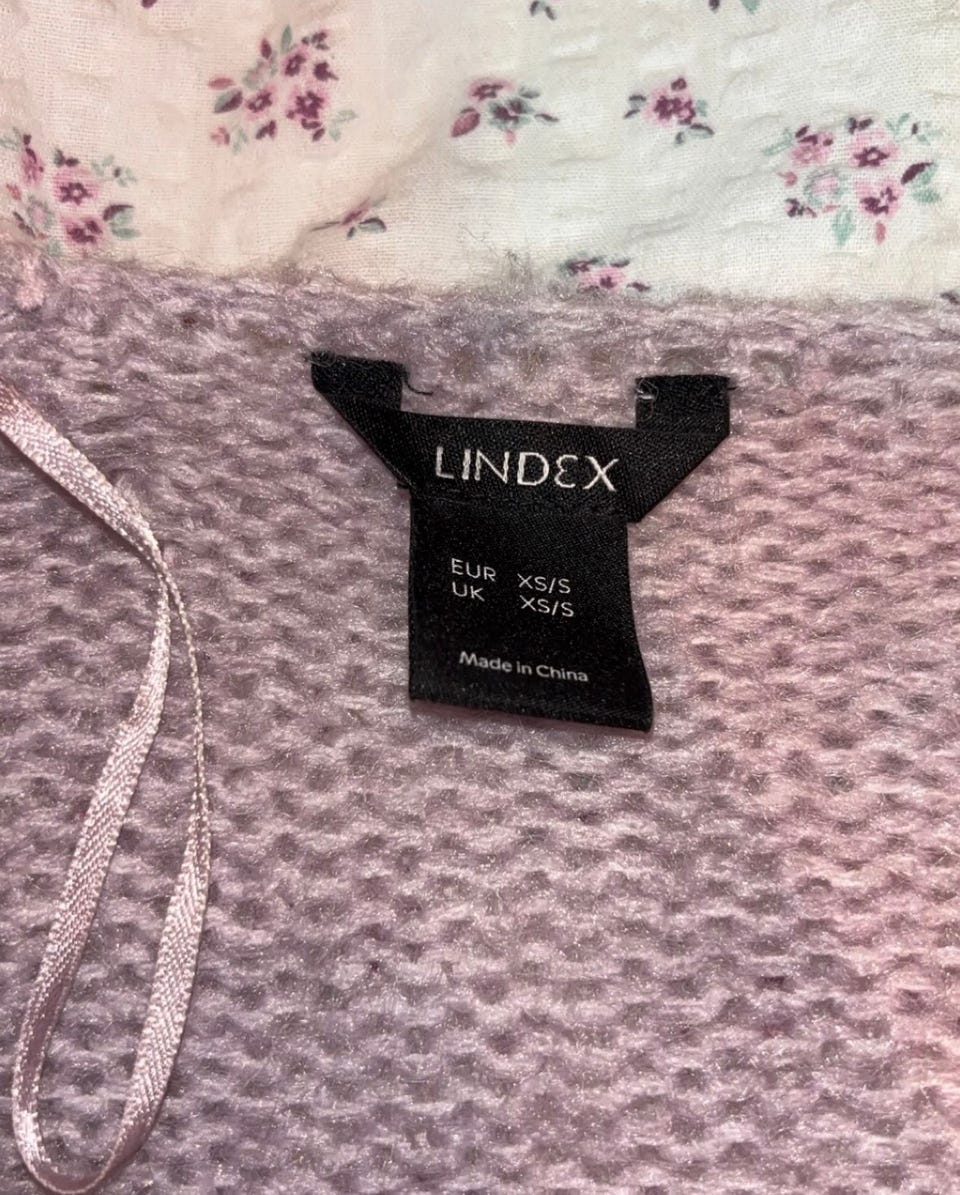 LINDEX
EUR XS/S
UK XS/S
Made in China